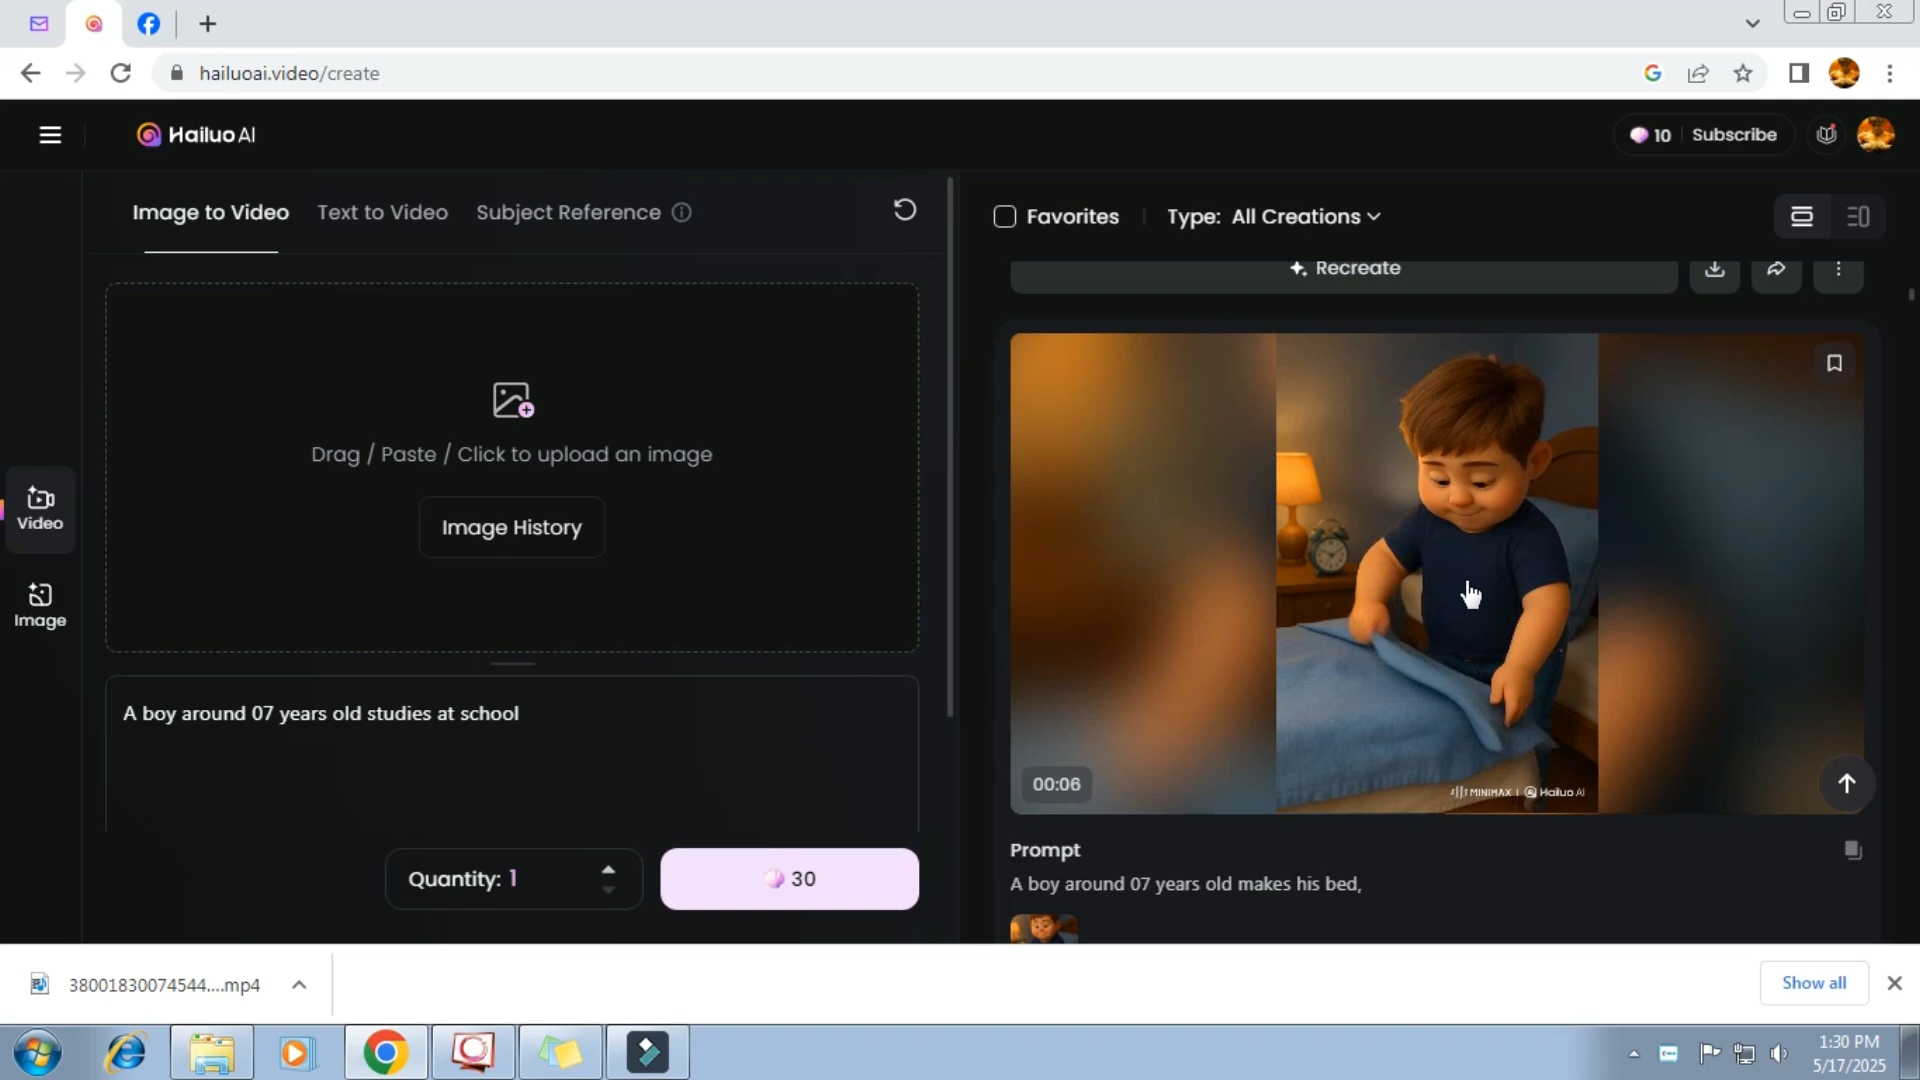 hailuoai.video/create
Hailuo AI
10
Subscribe
Image to Video
Text to Video
Subject Reference
Favorites
Type: All Creations
Recreate
Drag / Paste / Click to upload an image
Image History
Video
Image
A boy around 07 years old studies at school
00:06
MINIMAX | Hailuo AI
Quantity: 1
30
Prompt
A boy around 07 years old makes his bed,
38001830074544....mp4
Show all
1:30 PM
5/17/2025